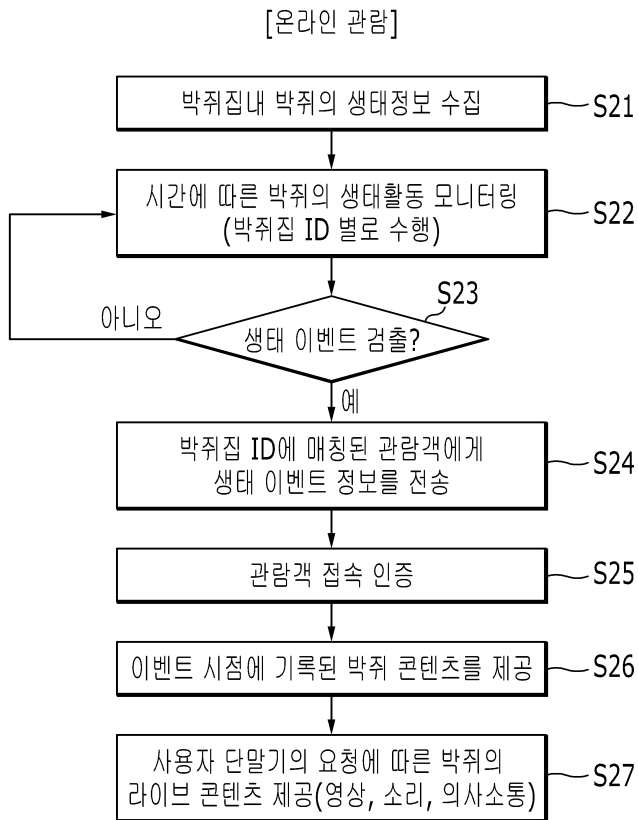 [온라인 관람]
박쥐집내 박쥐의 생태정보 수집
S21
시간에 따른 박쥐의 생태활동 모니터링
(박쥐집 ID 별로 수행)
S22
S23
생태 이벤트 검출?
아니오
예
박쥐집 ID에 매칭된 관람객에게
생태 이벤트 정보를 전송
S24
관람객 접속 인증
S25
이벤트 시점에 기록된 박쥐 콘텐츠를 제공
S26
사용자 단말기의 요청에 따른 박쥐의
라이브 콘텐츠 제공(영상, 소리, 의사소통)
S27